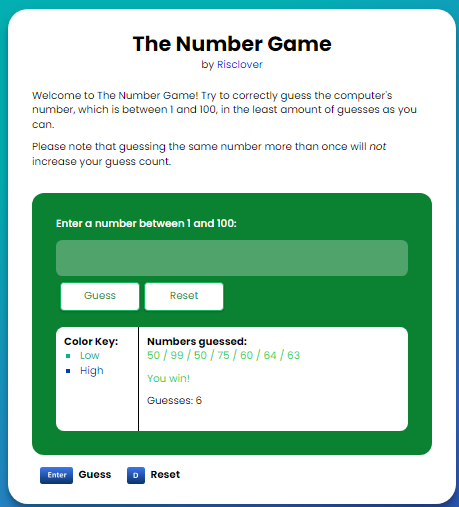 The Number Game
by Risclover
Welcome to The Number Game! Try to correctly guess the computer's
number, which is between 1 and 100, in the least amount of guesses as you
can.
Please note that guessing the same number more than once will not
increase your guess count.
Enter a number between 1 and 100:
Guess Reset
Color Key:
Low
High
Numbers guessed:
50 / 99 / 50 / 75 / 60 / 64 / 63
You win!
Guesses: 6
Enter Guess D Reset